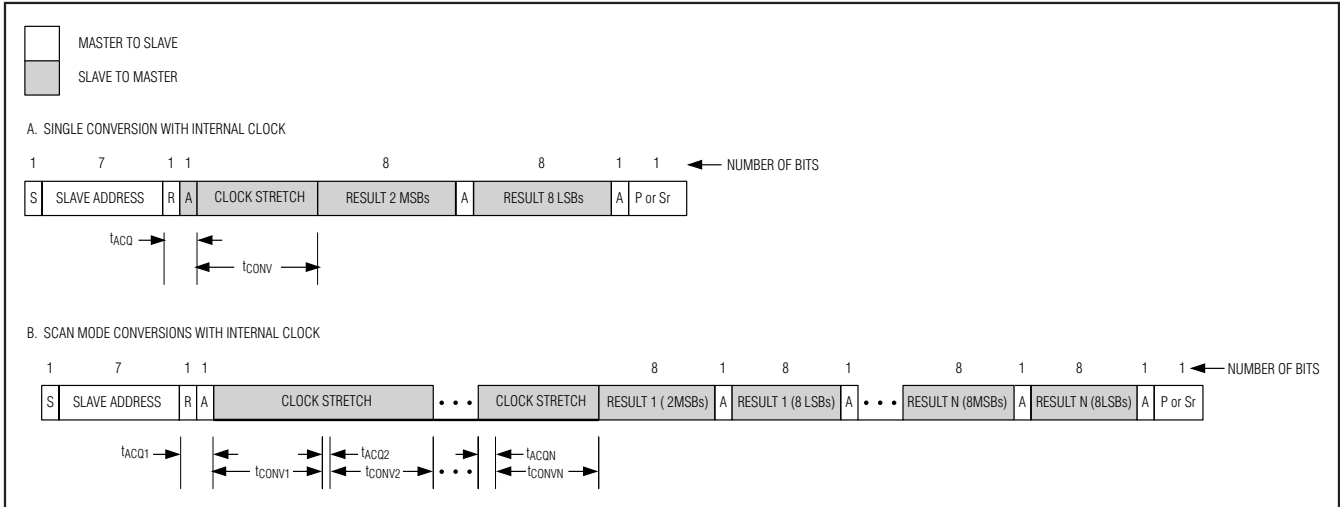 MASTER TO SLAVE
SLAVE TO MASTER
A. SINGLE CONVERSION WITH INTERNAL CLOCK
1 7 1 1 8 8 1 1 NUMBER OF BITS
S SLAVE ADDRESS R A CLOCK STRETCH RESULT 2 MSBs A RESULT 8 LSBs A P or Sr
tACQ
tCONV
B. SCAN MODE CONVERSIONS WITH INTERNAL CLOCK
1 7 1 1 8 1 8 1 8 1 8 1 1 NUMBER OF BITS
S SLAVE ADDRESS R A CLOCK STRETCH • • • CLOCK STRETCH RESULT 1 ( 2MSBs) A RESULT 1 (8 LSBs) A • • • RESULT N (8MSBs) A RESULT N (8LSBs) A P or Sr
tACQ1 tACQ2 tACQN
tCONV1 tCONV2 • • • tCONVN